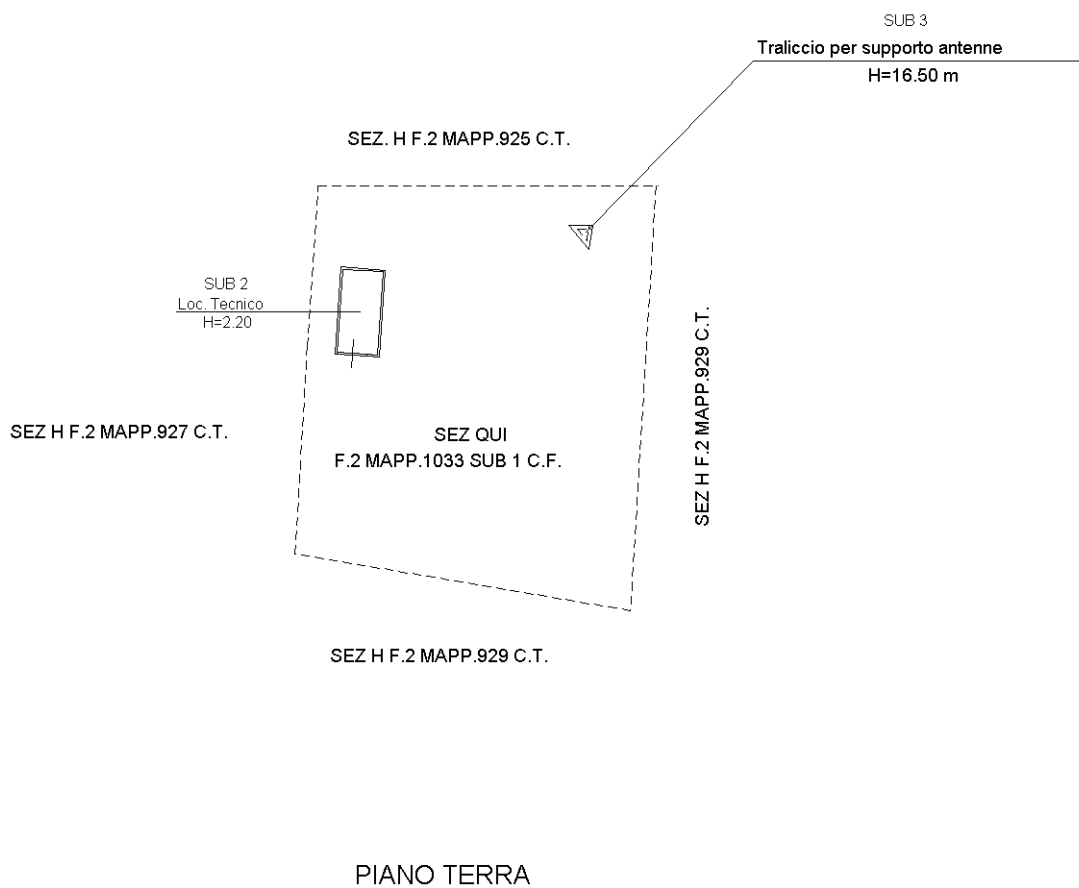 SUB 3
Traliccio per supporto antenne
H=16.50 m
SEZ. H F.2 MAPP.925 C.T.
SUB 2
Loc. Tecnico
H=2.20
SEZ H F.2 MAPP.929 C.T.
SEZ H F.2 MAPP.927 C.T.
SEZ QUI
F.2 MAPP.1033 SUB 1 C.F.
SEZ H F.2 MAPP.929 C.T.
PIANO TERRA